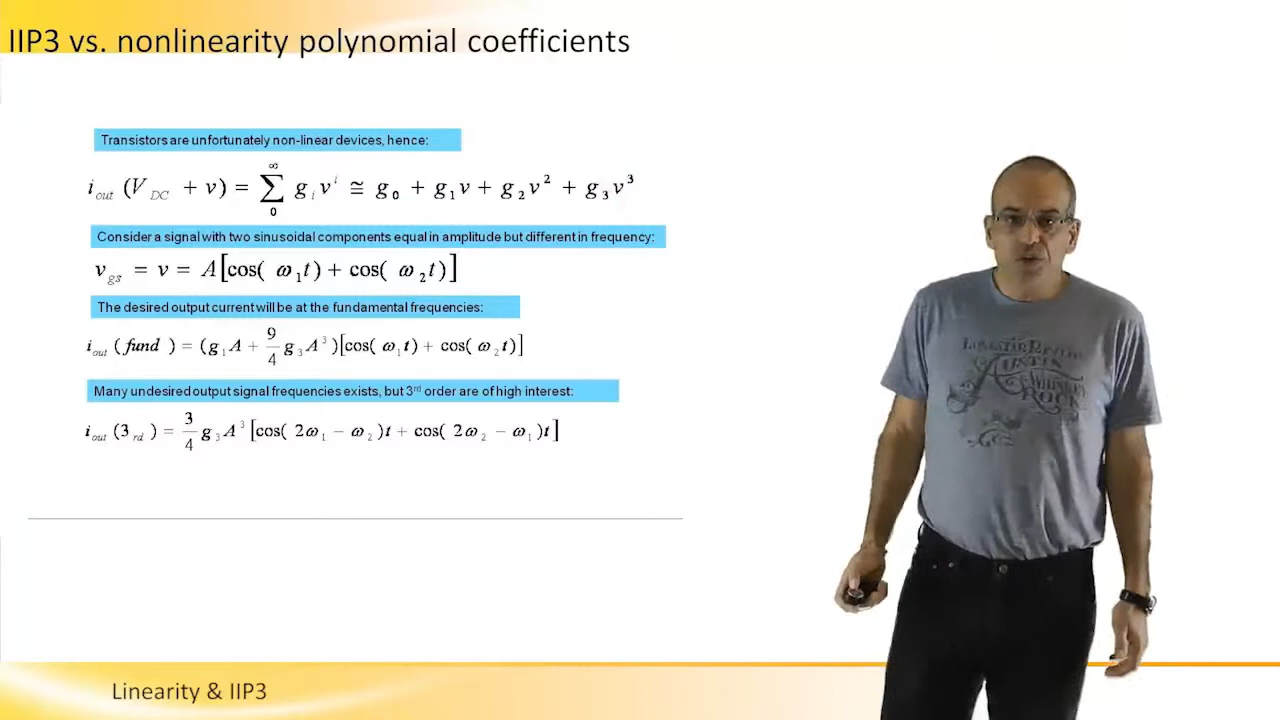 IIP3 vs. nonlinearity polynomial coefficients
Transistors are unfortunately non-linear devices, hence:
i_out (V_DC + v) = ∑_0^∞ g_i v^i ≅ g_0 + g_1 v + g_2 v^2 + g_3 v^3
Consider a signal with two sinusoidal components equal in amplitude but different in frequency:
v_gs = v = A[cos( ω_1 t) + cos( ω_2 t)]
The desired output current will be at the fundamental frequencies:
i_out (fund ) = (g_1 A + 9/4 g_3 A^3 )[cos( ω_1 t) + cos( ω_2 t)]
Many undesired output signal frequencies exists, but 3rd order are of high interest:
i_out (3_rd ) = 3/4 g_3 A^3 [cos( 2ω_1 − ω_2 )t + cos( 2ω_2 − ω_1 )t]
AUSTIN
WHISKEY
ROCK
Linearity & IIP3